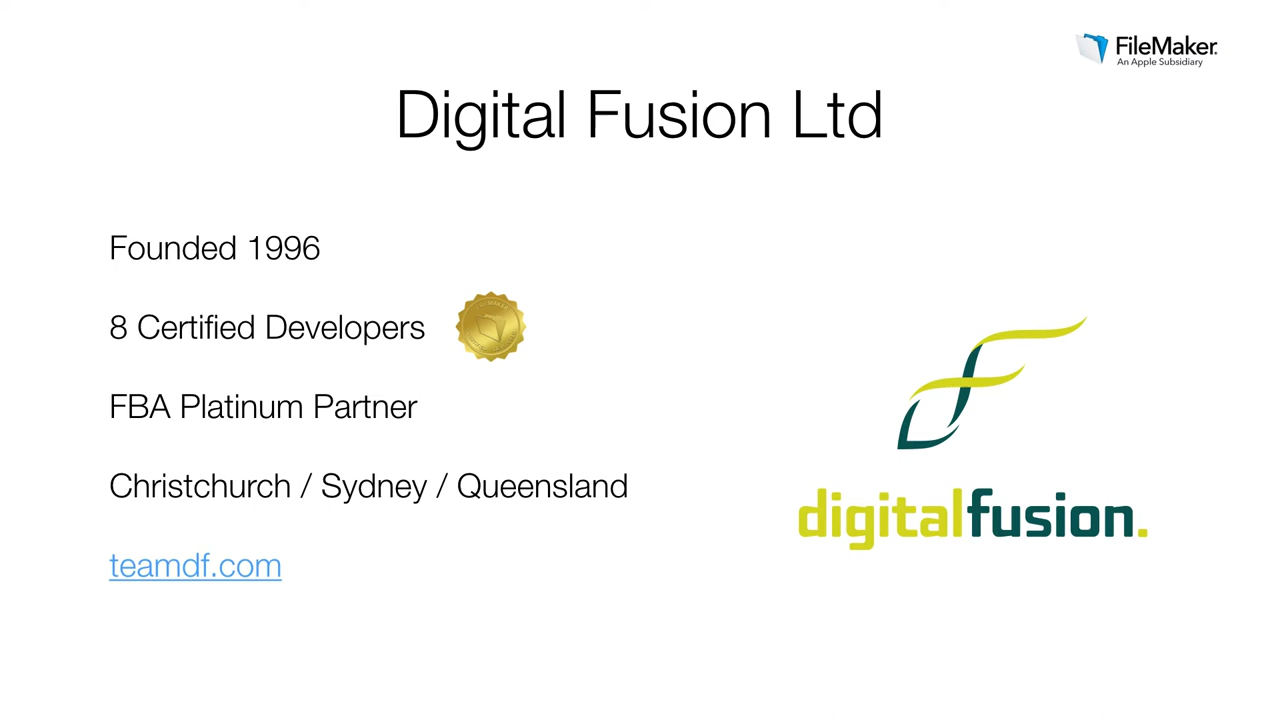 FileMaker
An Apple Subsidiary
Digital Fusion Ltd
Founded 1996
8 Certified Developers
FILEMAKER
FBA Platinum Partner
Christchurch / Sydney / Queensland
teamdf.com
digitalfusion.